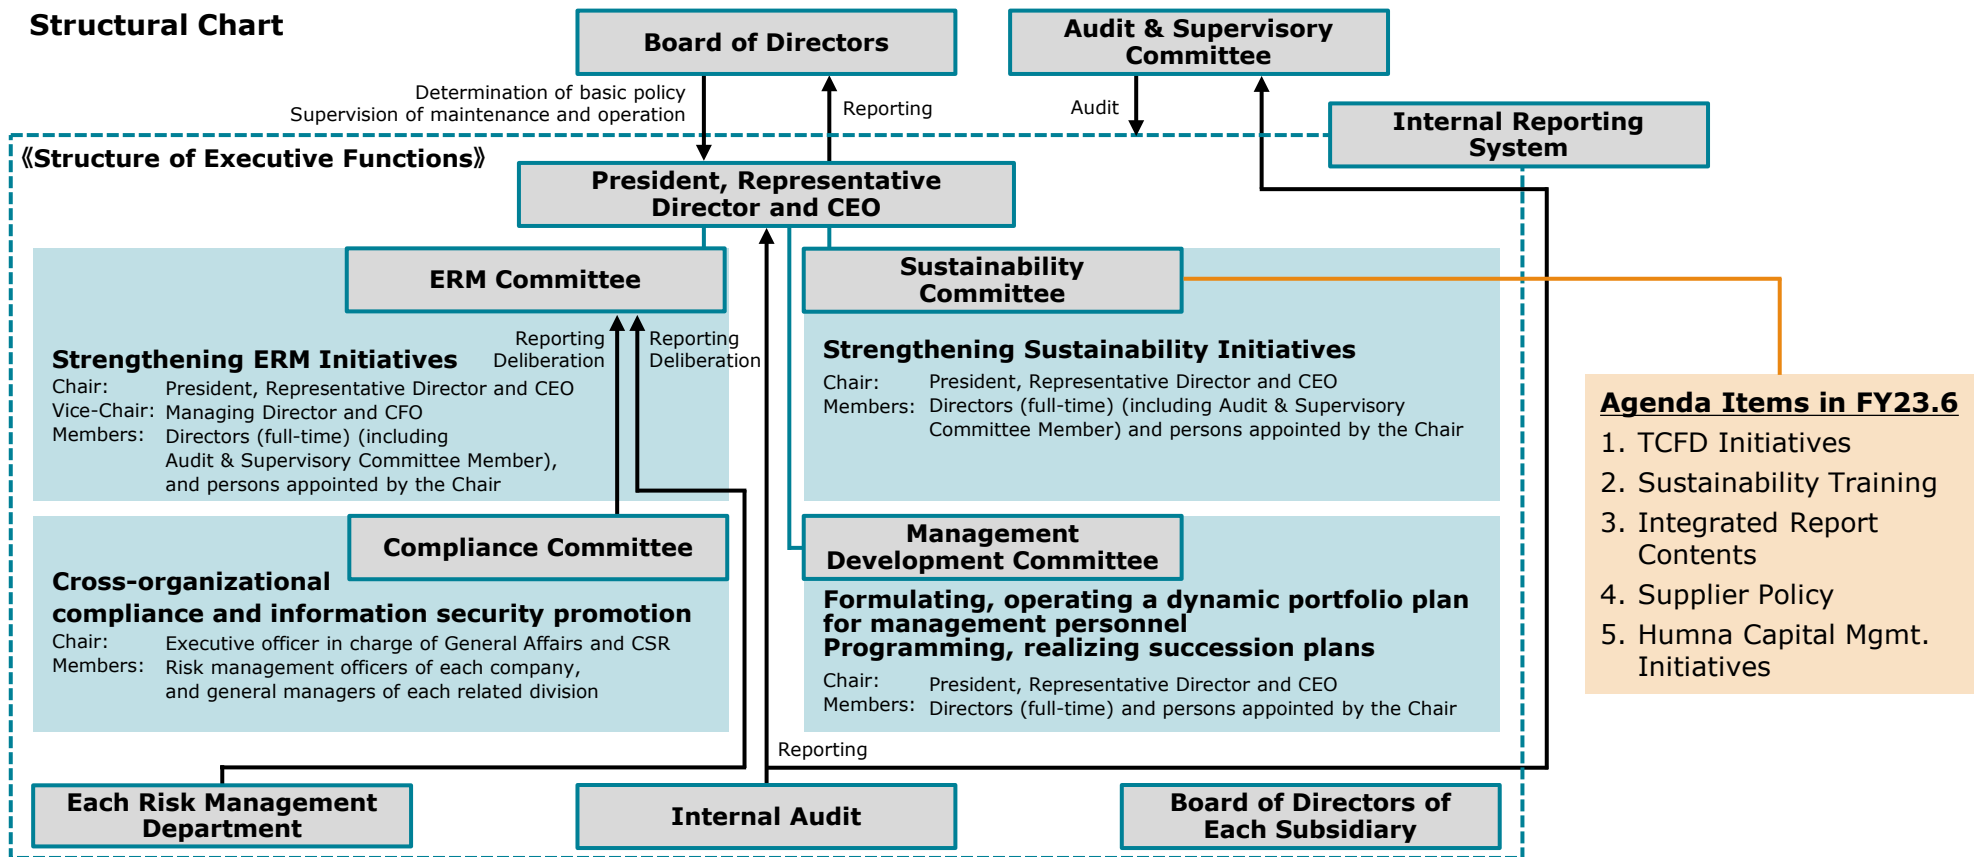 Structural Chart
Board of Directors
Audit & Supervisory
Committee
Determination of basic policy
Supervision of maintenance and operation
Reporting
Audit
Internal Reporting
System
《Structure of Executive Functions》
President, Representative
Director and CEO
ERM Committee
Reporting
Deliberation
Reporting
Deliberation
Strengthening ERM Initiatives
Chair: President, Representative Director and CEO
Vice-Chair: Managing Director and CFO
Members: Directors (full-time) (including
Audit & Supervisory Committee Member),
and persons appointed by the Chair
Sustainability
Committee
Strengthening Sustainability Initiatives
Chair: President, Representative Director and CEO
Members: Directors (full-time) (including Audit & Supervisory
Committee Member) and persons appointed by the Chair
Agenda Items in FY23.6
1. TCFD Initiatives
2. Sustainability Training
3. Integrated Report
Contents
4. Supplier Policy
5. Humna Capital Mgmt.
Initiatives
Compliance Committee
Cross-organizational
compliance and information security promotion
Chair: Executive officer in charge of General Affairs and CSR
Members: Risk management officers of each company,
and general managers of each related division
Management
Development Committee
Formulating, operating a dynamic portfolio plan
for management personnel
Programming, realizing succession plans
Chair: President, Representative Director and CEO
Members: Directors (full-time) and persons appointed by the Chair
Reporting
Each Risk Management
Department
Internal Audit
Board of Directors of
Each Subsidiary